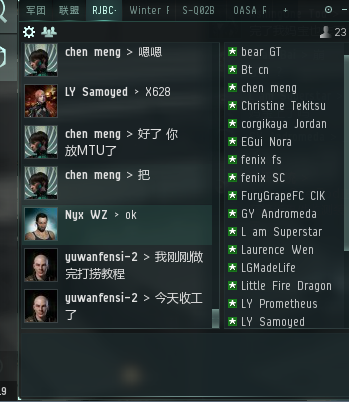 军团 联盟 RJBC· Winter F S-Q02B OASA F +
23
chen meng > 嗯嗯
LY Samoyed > X628
chen meng > 好了 你
放MTU了
chen meng > 把
Nyx WZ > ok
yuwanfensi-2 > 我刚刚做
完打捞教程
yuwanfensi-2 > 今天收工
了
bear GT
Bt cn
chen meng
Christine Tekitsu
corgikaya Jordan
EGui Nora
fenix fs
fenix SC
FuryGrapeFC CIK
GY Andromeda
L am Superstar
Laurence Wen
LGMadeLife
Little Fire Dragon
LY Prometheus
LY Samoyed